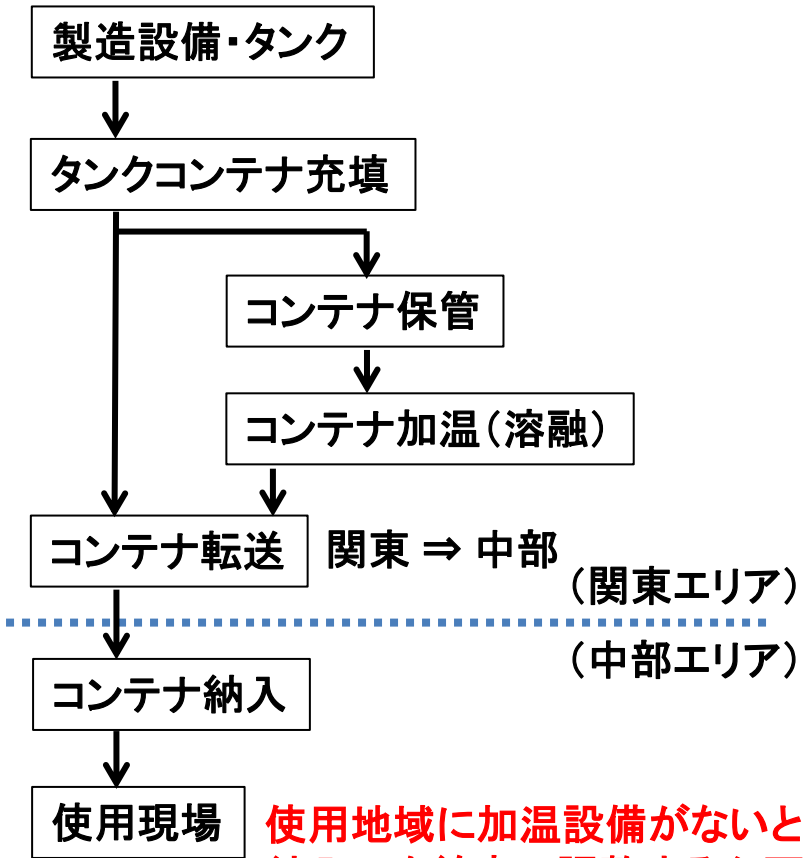 製造設備・タンク
タンクコンテナ充填
コンテナ保管
コンテナ加温（溶融）
コンテナ転送 関東 ⇒ 中部
（関東エリア）
（中部エリア）
コンテナ納入
使用現場 使用地域に加温設備がないと